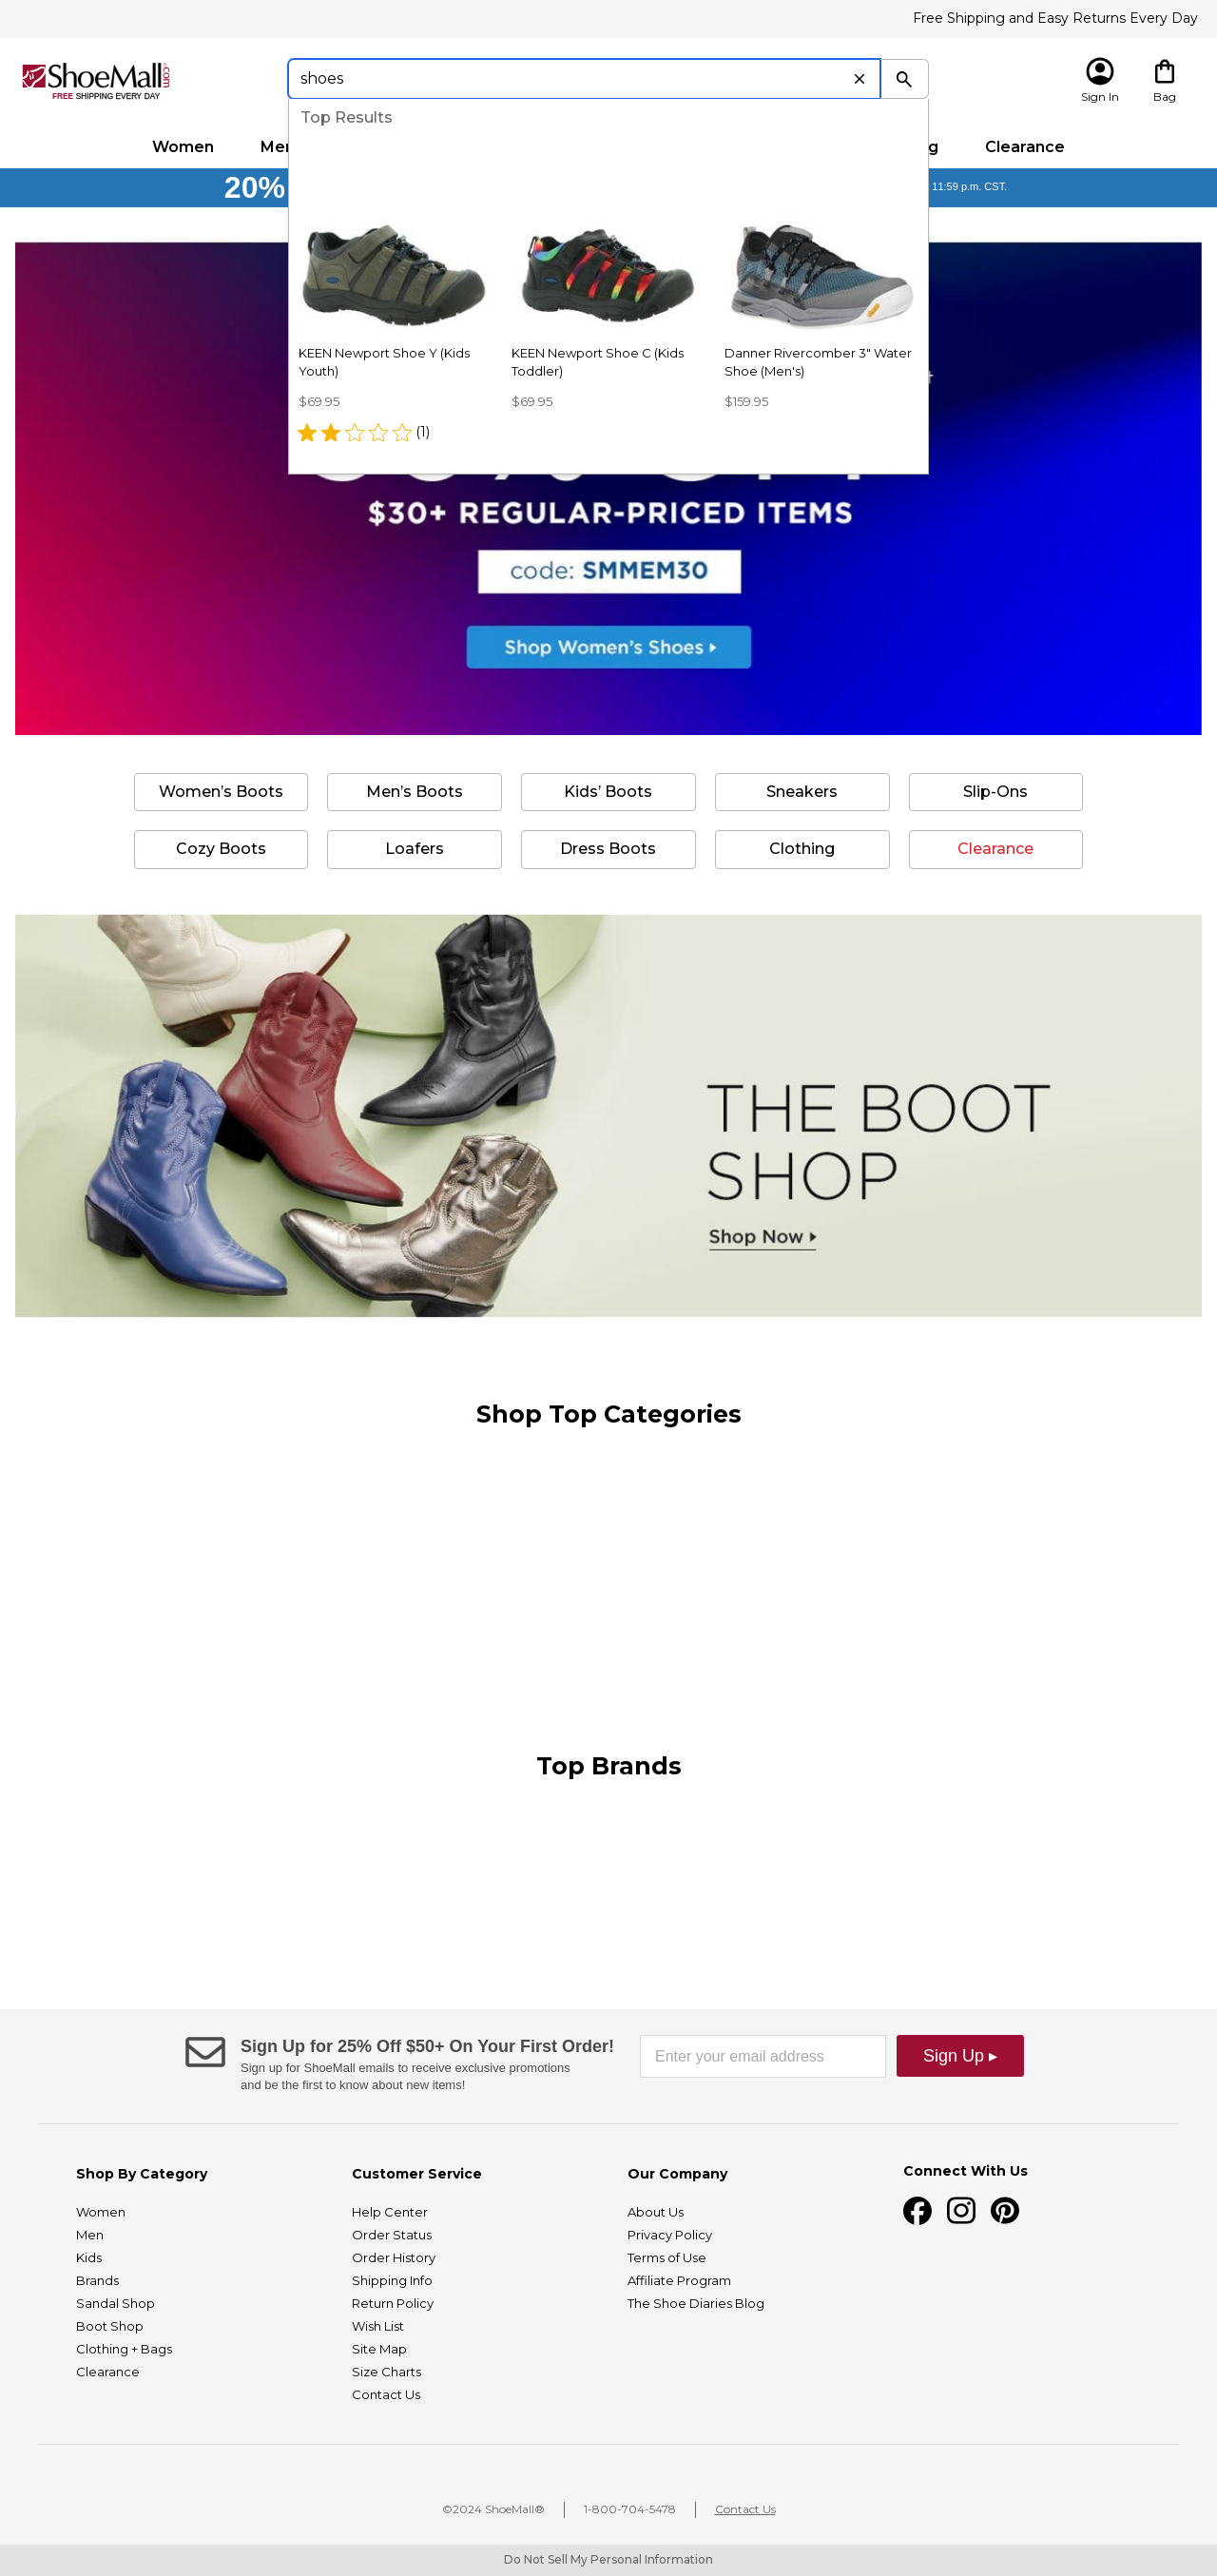 Free Shipping and Easy Returns Every Day
ShoeMall.com
FREE SHIPPING EVERY DAY
shoes
Sign In
Bag
Top Results
Women
Clearance
20%
11:59 p.m. CST.
KEEN Newport Shoe Y (Kids
Youth)
$69.95
(1)
KEEN Newport Shoe C (Kids
Toddler)
$69.95
Danner Rivercomber 3" Water
Shoe (Men's)
$159.95
$30+ REGULAR-PRICED ITEMS
code: SMMEM30
Shop Women's Shoes
Women’s Boots
Men’s Boots
Kids’ Boots
Sneakers
Slip-Ons
Cozy Boots
Loafers
Dress Boots
Clothing
Clearance
THE BOOT
SHOP
Shop Now
Shop Top Categories
Top Brands
Sign Up for 25% Off $50+ On Your First Order!
Sign up for ShoeMall emails to receive exclusive promotions
and be the first to know about new items!
Enter your email address
Sign Up ▸
Shop By Category
Women
Men
Kids
Brands
Sandal Shop
Boot Shop
Clothing + Bags
Clearance
Customer Service
Help Center
Order Status
Order History
Shipping Info
Return Policy
Wish List
Site Map
Size Charts
Contact Us
Our Company
About Us
Privacy Policy
Terms of Use
Affiliate Program
The Shoe Diaries Blog
Connect With Us
©2024 ShoeMall®
1-800-704-5478
Contact Us
Do Not Sell My Personal Information